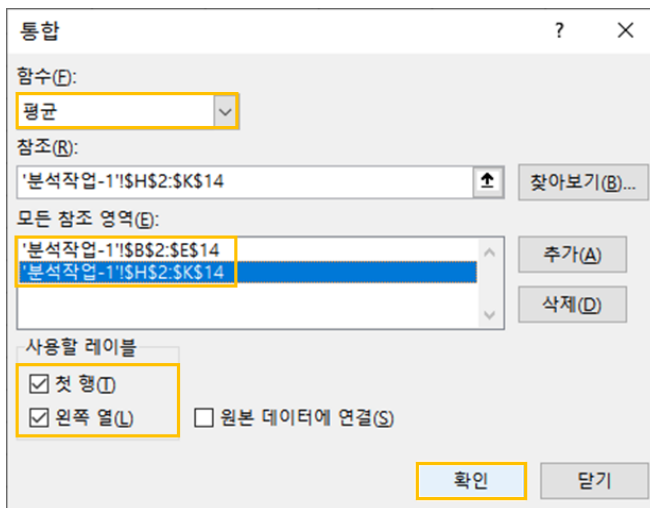 통합 ?
함수(F):
평균
참조(R):
'분석작업-1'!$H$2:$K$14 찾아보기(B)...
모든 참조 영역(E):
'분석작업-1'!$B$2:$E$14 추가(A)
'분석작업-1'!$H$2:$K$14
삭제(D)
사용할 레이블
첫 행(T)
왼쪽 열(L) 원본 데이터에 연결(S)
확인 닫기